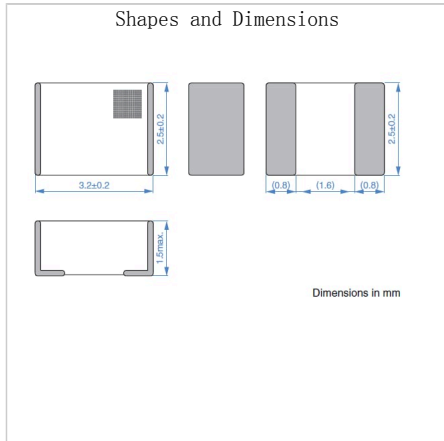 Shapes and Dimensions
2.5±0.2
2.5±0.2
3.2±0.2
(0.8)
(1.6)
(0.8)
1.5max.
Dimensions in mm